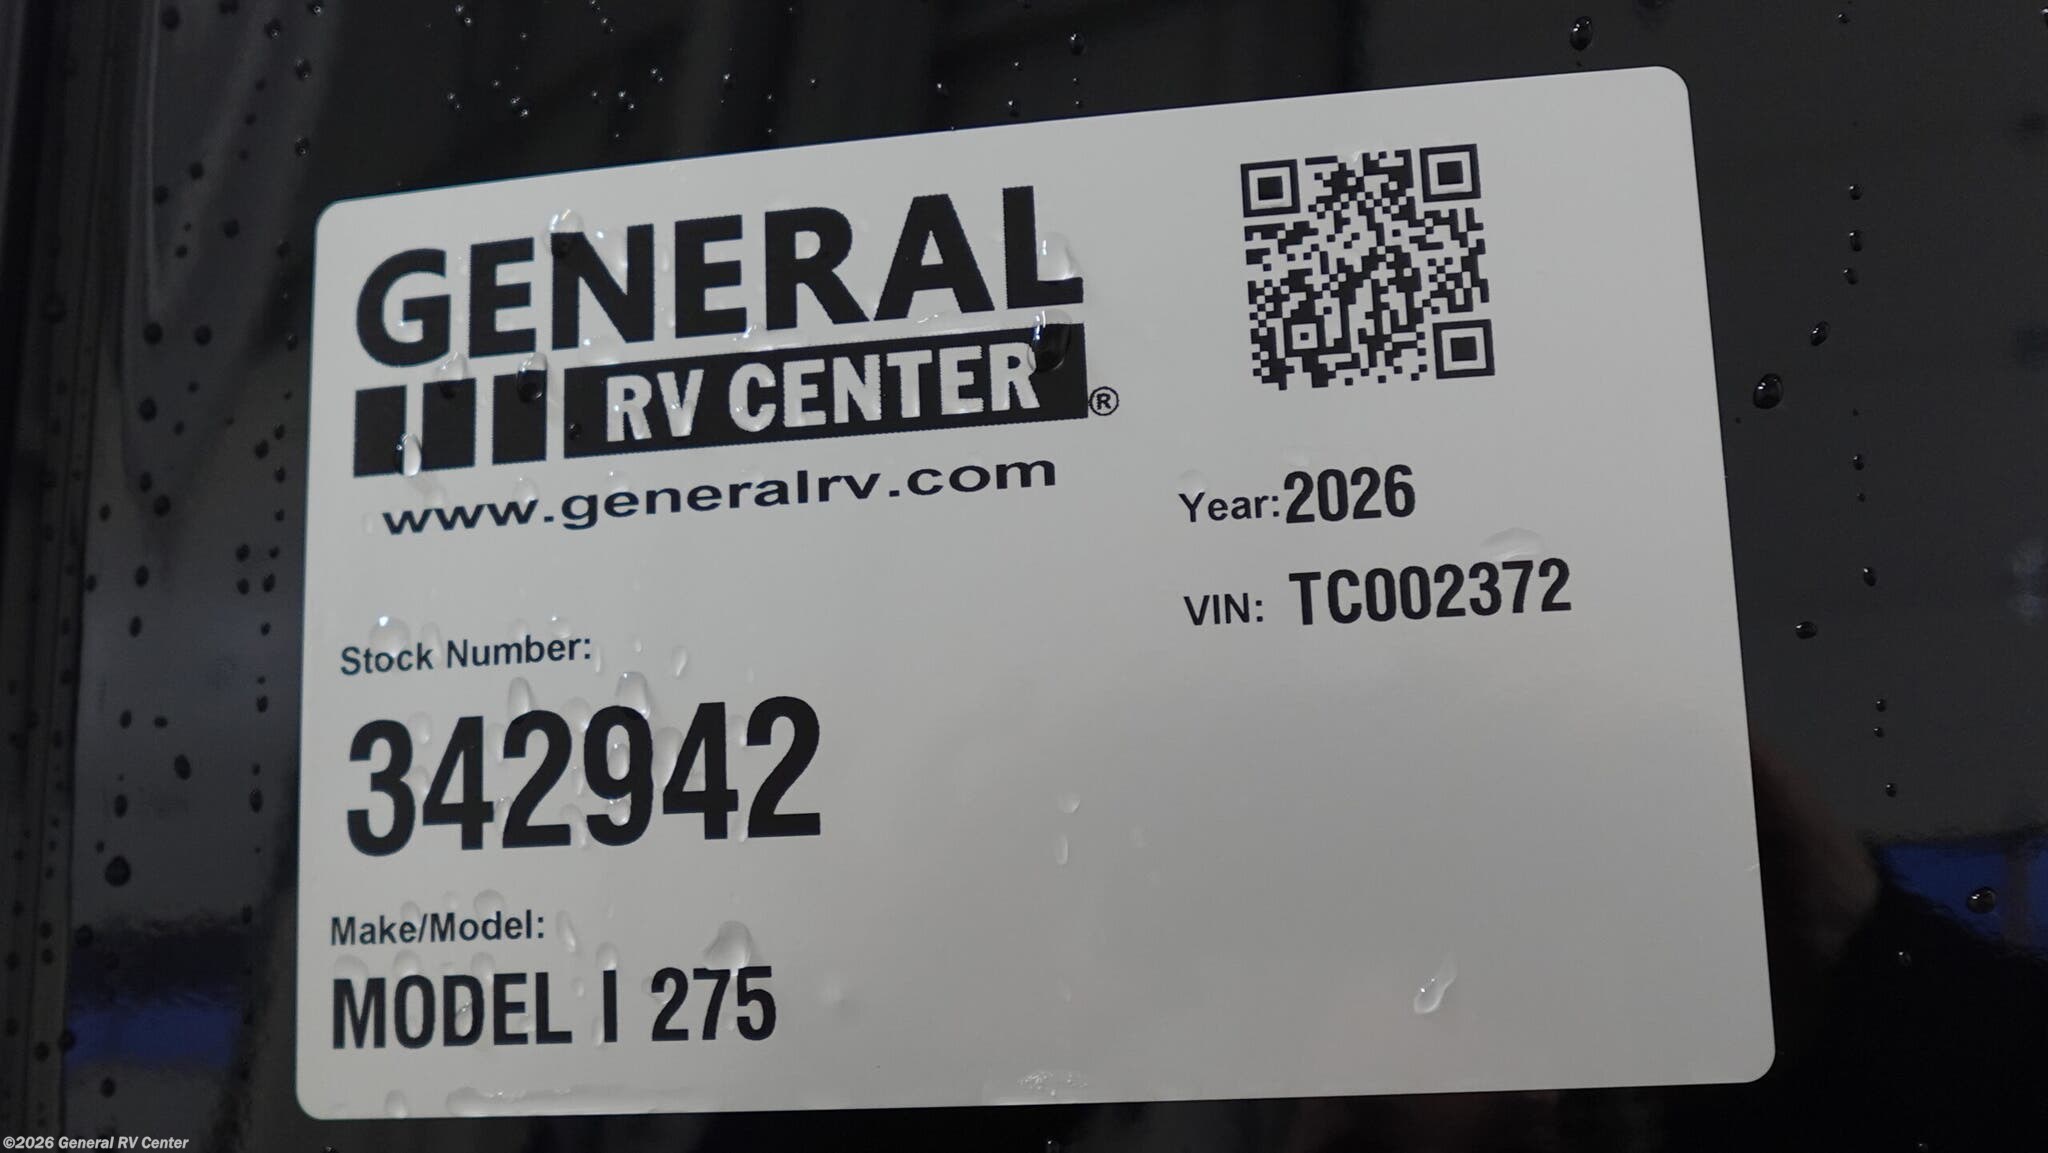 GENERAL
RV CENTER®
www.generalrv.com
Year: 2026
VIN: TC002372
Stock Number:
342942
Make/Model:
MODEL I 275
©2026 General RV Center